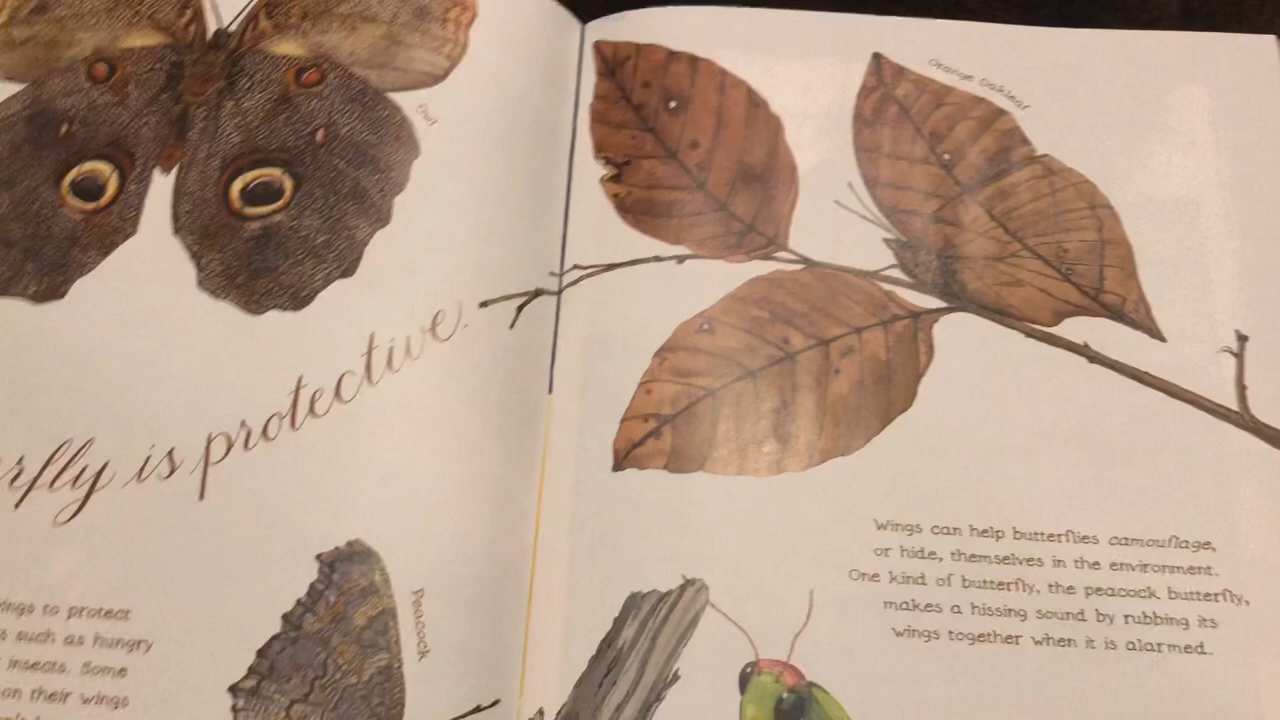 Owl
rfly is protective.
ings to protect
s such as hungry
insects. Some
on their wings
Peacock
Orange Oakleaf
Wings can help butterflies camouflage,
or hide, themselves in the environment.
One kind of butterfly, the peacock butterfly,
makes a hissing sound by rubbing its
wings together when it is alarmed.